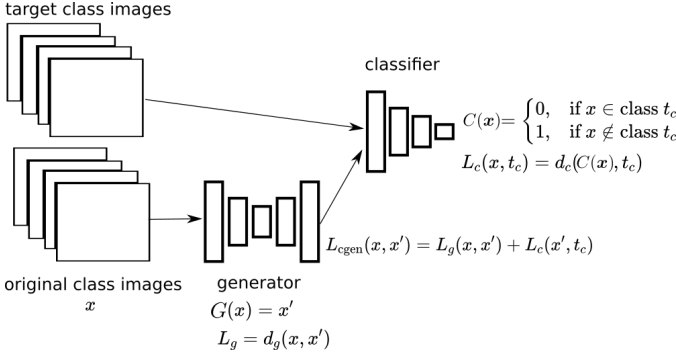 target class images
classifier
C(x)= { 0, if x ∈ class t_c
1, if x ∉ class t_c
L_c(x, t_c) = d_c(C(x), t_c)
L_cgen(x, x′) = L_g(x, x′) + L_c(x′, t_c)
original class images
x
generator
G(x) = x′
L_g = d_g(x, x′)